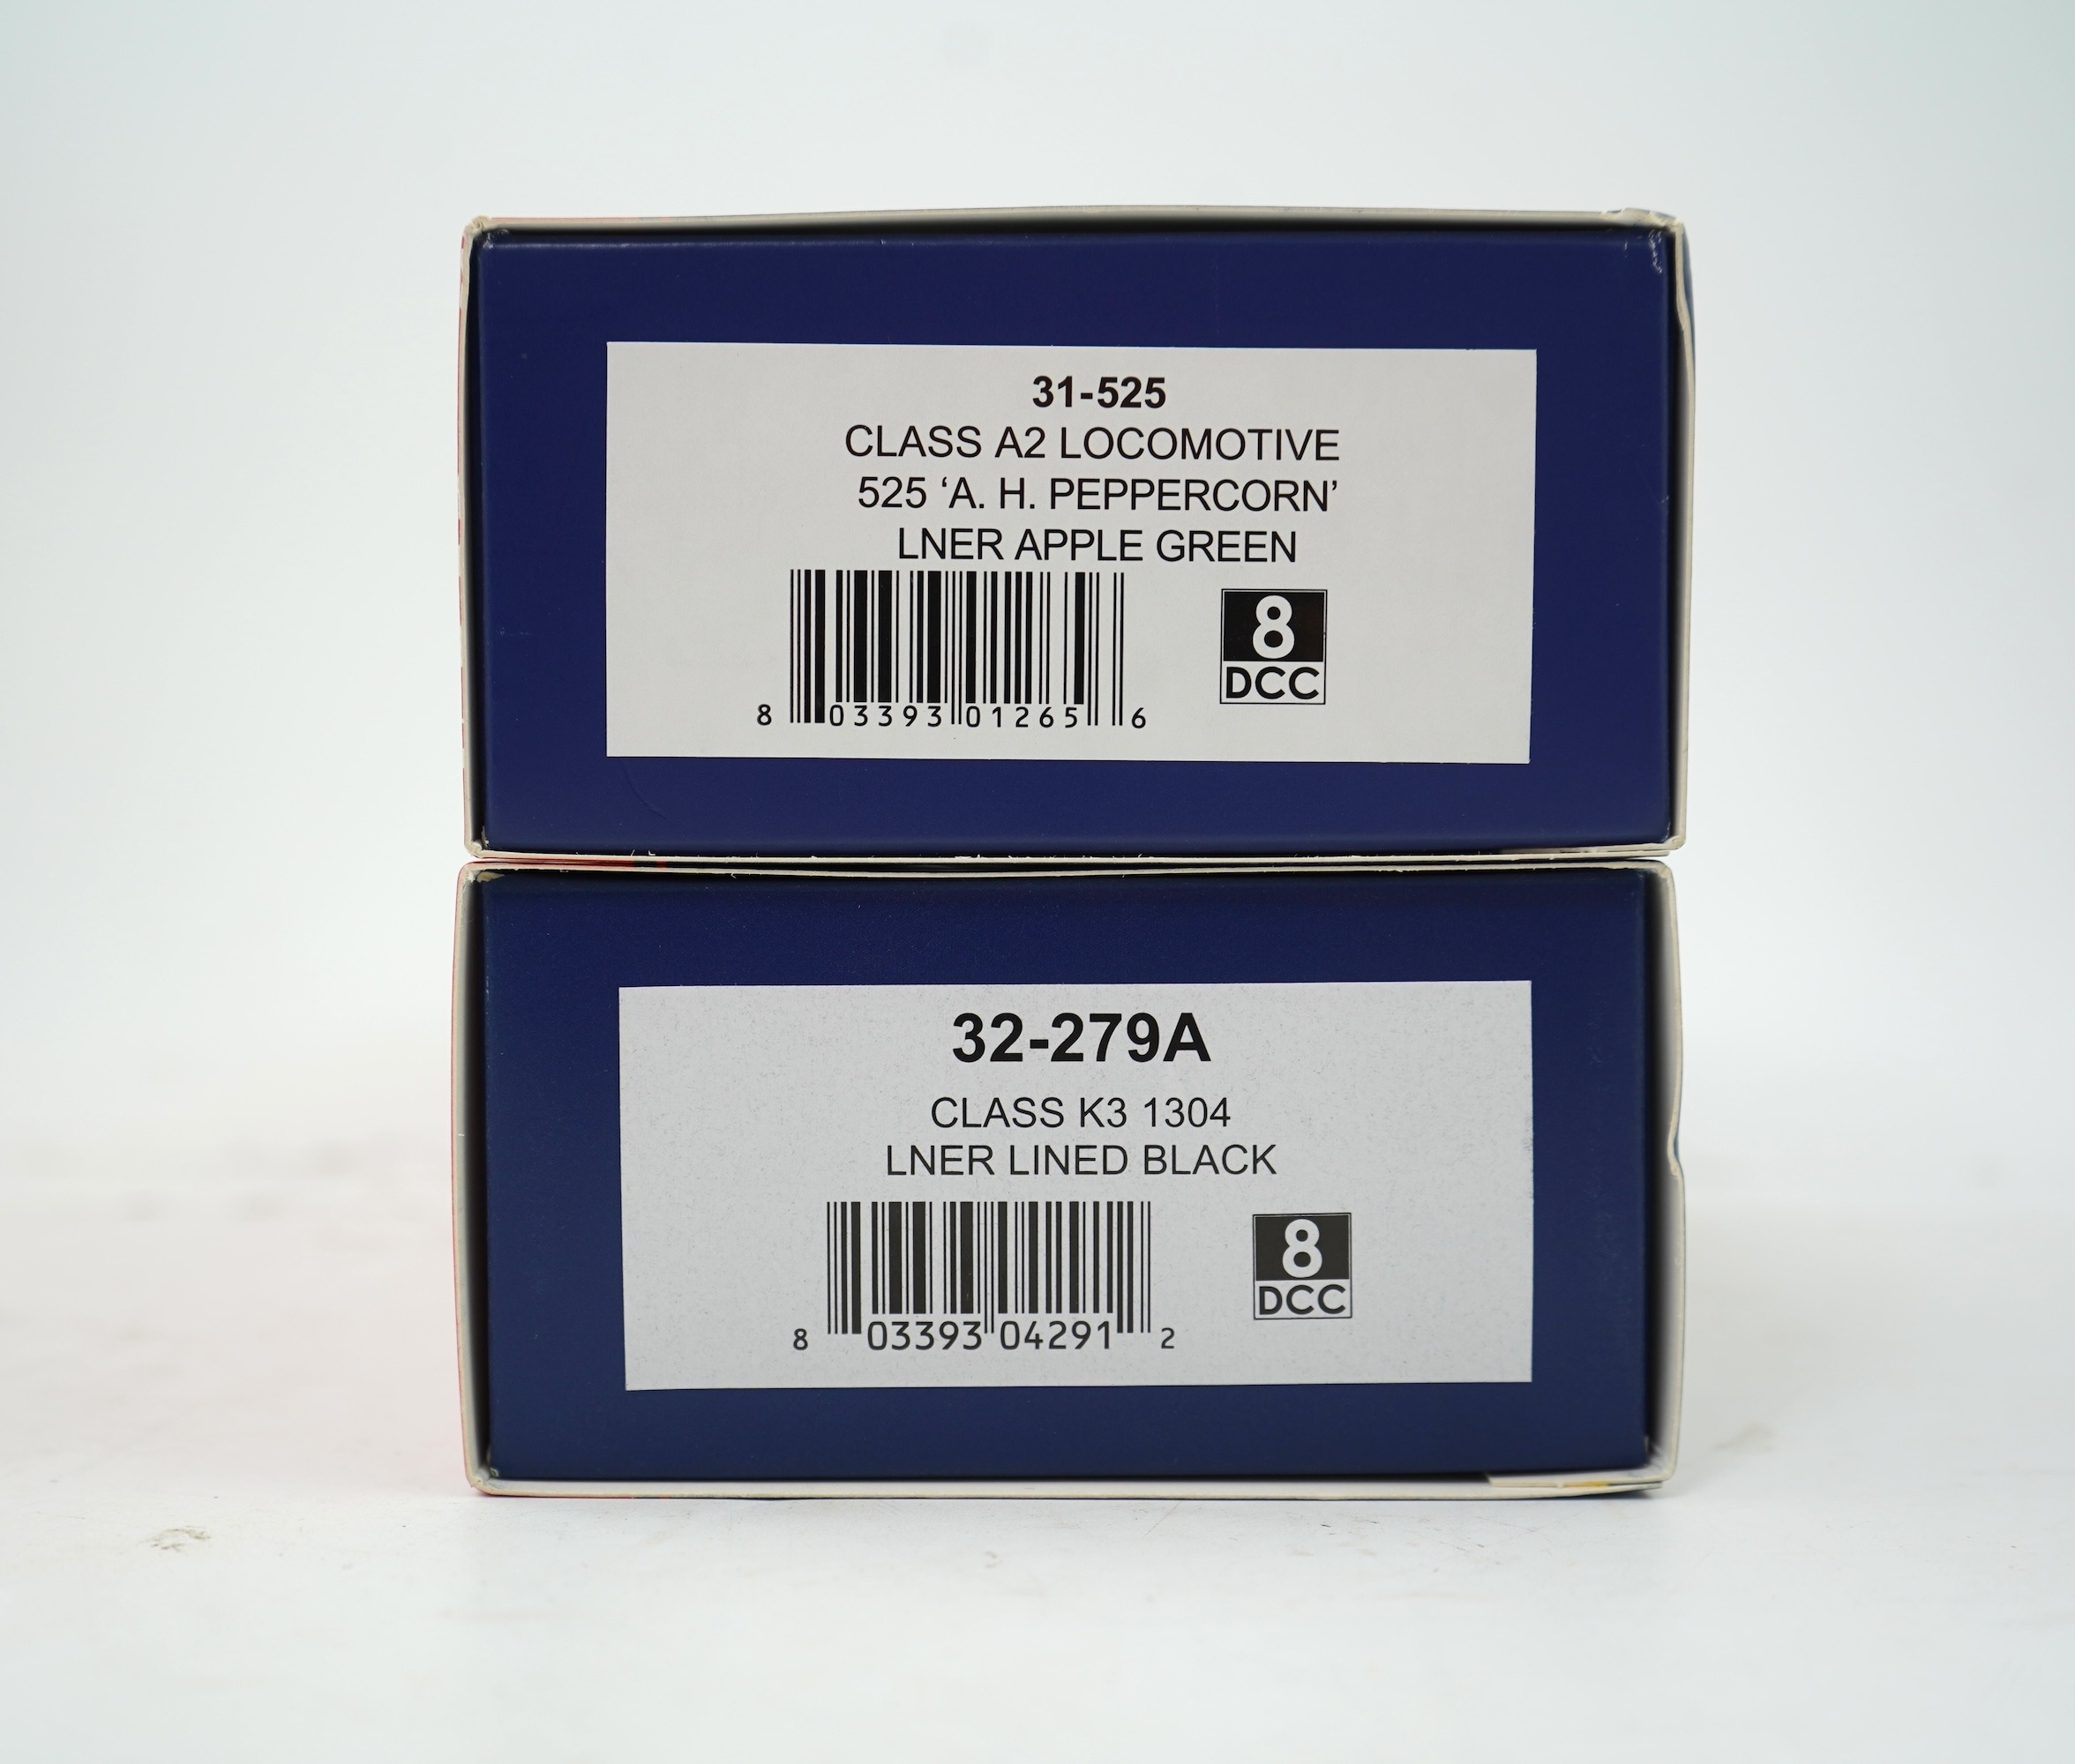 31-525
CLASS A2 LOCOMOTIVE
525 ‘A. H. PEPPERCORN’
LNER APPLE GREEN
8 03393 01265 6
8
DCC
32-279A
CLASS K3 1304
LNER LINED BLACK
8 03393 04291 2
8
DCC